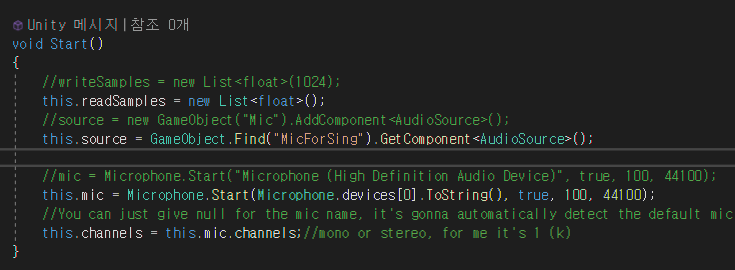 Unity 메시지|참조 0개
void Start()
{
//writeSamples = new List<float>(1024);
this.readSamples = new List<float>();
//source = new GameObject("Mic").AddComponent<AudioSource>();
this.source = GameObject.Find("MicForSing").GetComponent<AudioSource>();
//mic = Microphone.Start("Microphone (High Definition Audio Device)", true, 100, 44100);
this.mic = Microphone.Start(Microphone.devices[0].ToString(), true, 100, 44100);
//You can just give null for the mic name, it's gonna automatically detect the default mic
this.channels = this.mic.channels;//mono or stereo, for me it's 1 (k)
}